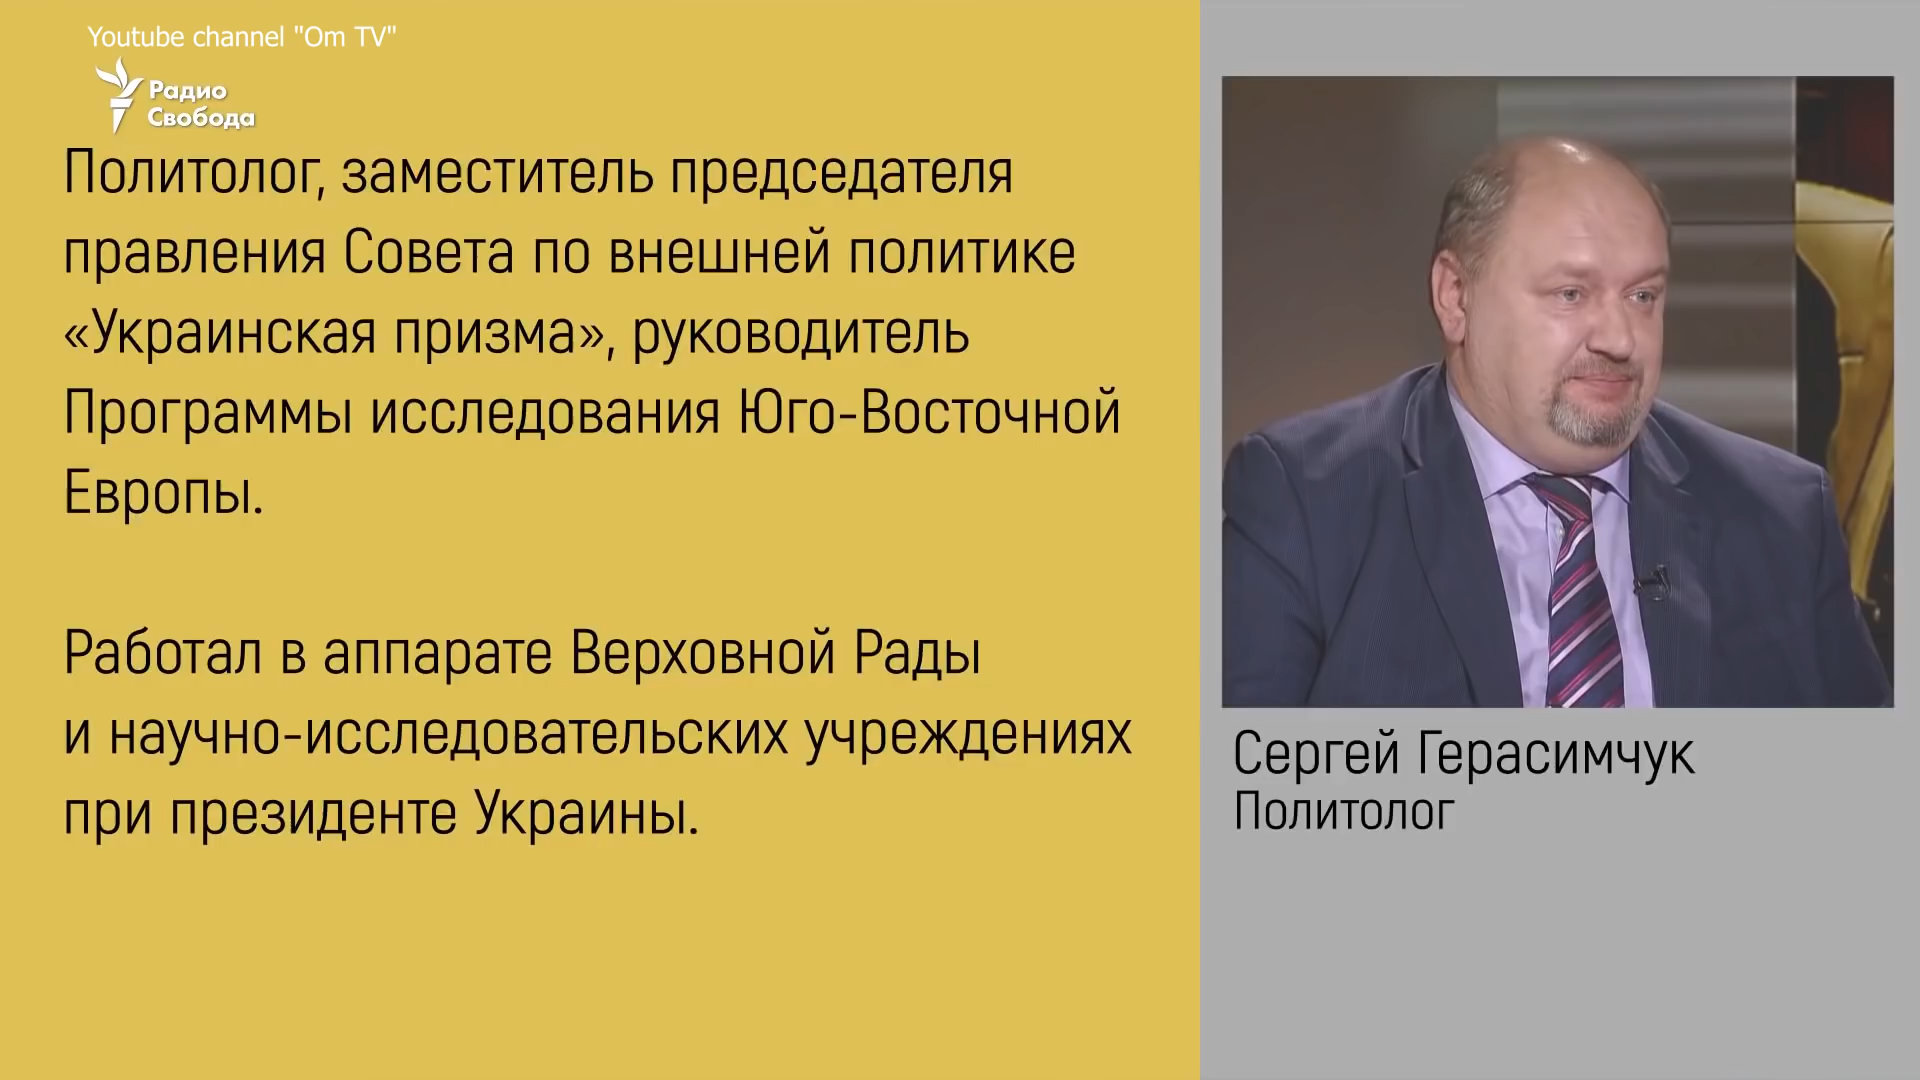 Youtube channel "Om TV"
Радио
Свобода
Политолог, заместитель председателя
правления Совета по внешней политике
«Украинская призма», руководитель
Программы исследования Юго-Восточной
Европы.
Работал в аппарате Верховной Рады
и научно-исследовательских учреждениях
при президенте Украины.
Сергей Герасимчук
Политолог